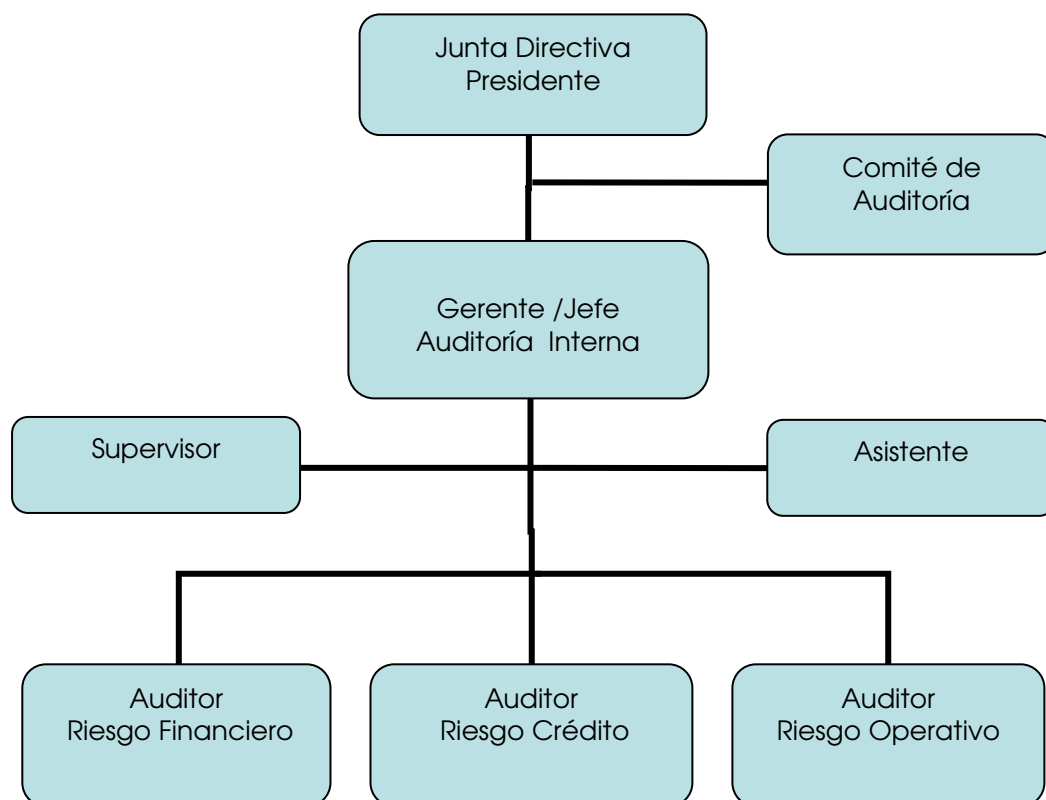 Junta Directiva
Presidente
Comité de
Auditoría
Gerente /Jefe
Auditoría  Interna
Supervisor
Asistente
Auditor
Riesgo Financiero
Auditor
Riesgo Crédito
Auditor
Riesgo Operativo